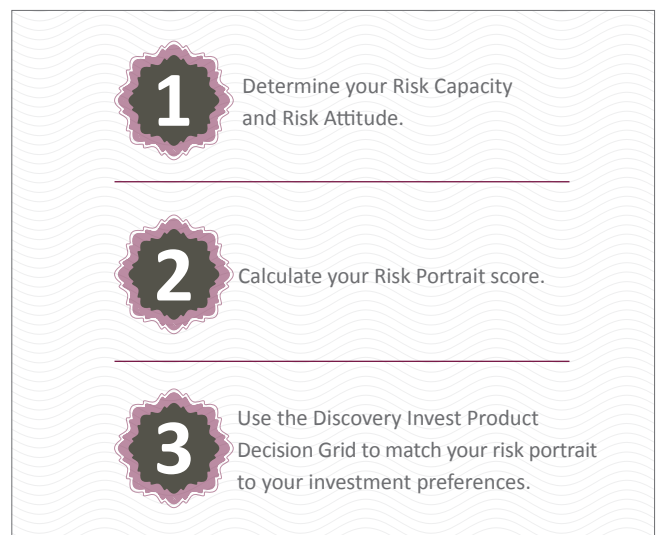 1
Determine your Risk Capacity
and Risk Attitude.
2
Calculate your Risk Portrait score.
3
Use the Discovery Invest Product
Decision Grid to match your risk portrait
to your investment preferences.